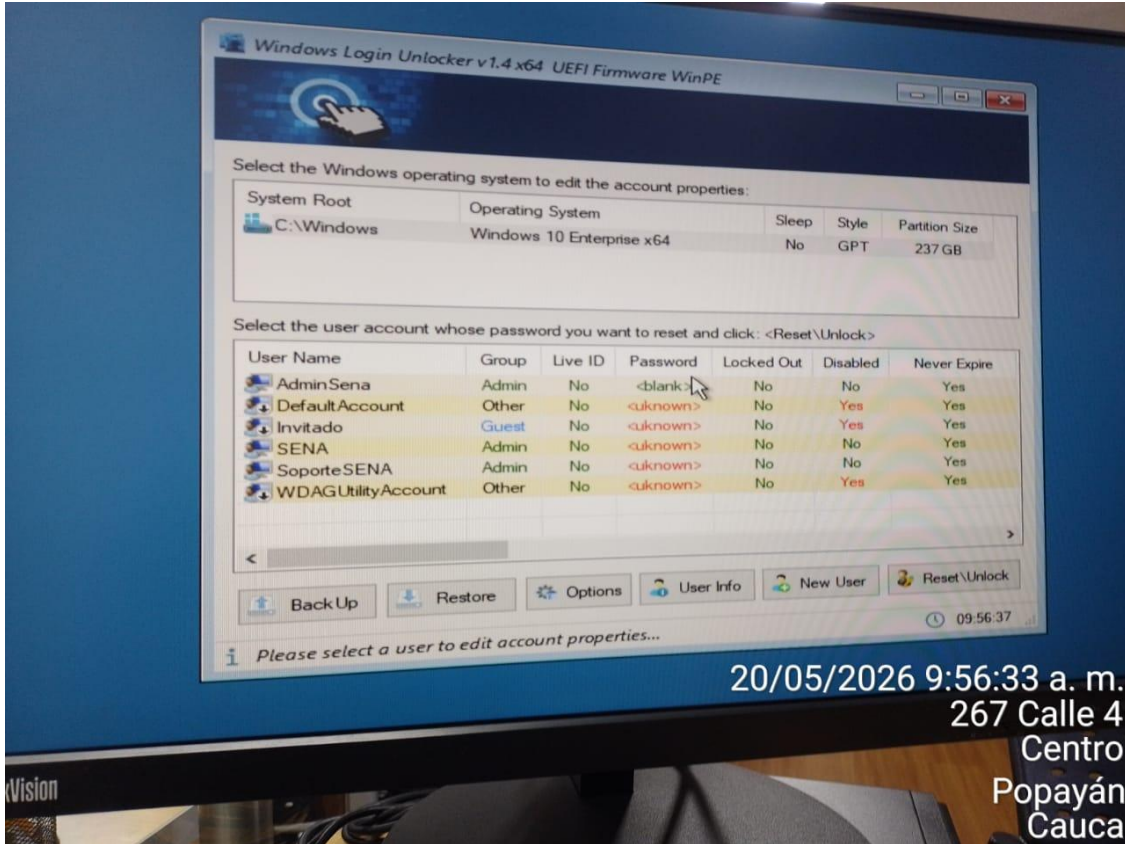 Windows Login Unlocker v1.4 x64 UEFI Firmware WinPE
Select the Windows operating system to edit the account properties:
System Root Operating System Sleep Style Partition Size
C:\Windows Windows 10 Enterprise x64 No GPT 237 GB
Select the user account whose password you want to reset and click: <Reset\Unlock>
User Name Group Live ID Password Locked Out Disabled Never Expire
AdminSena Admin No <blank> No No Yes
DefaultAccount Other No <uknown> No Yes Yes
Invitado Guest No <uknown> No Yes Yes
SENA Admin No <uknown> No No Yes
SoporteSENA Admin No <uknown> No No Yes
WDAGUtilityAccount Other No <uknown> No Yes Yes
Back Up Restore Options User Info New User Reset\Unlock
09:56:37
Please select a user to edit account properties...
20/05/2026 9:56:33 a. m.
267 Calle 4
Centro
Popayán
Cauca